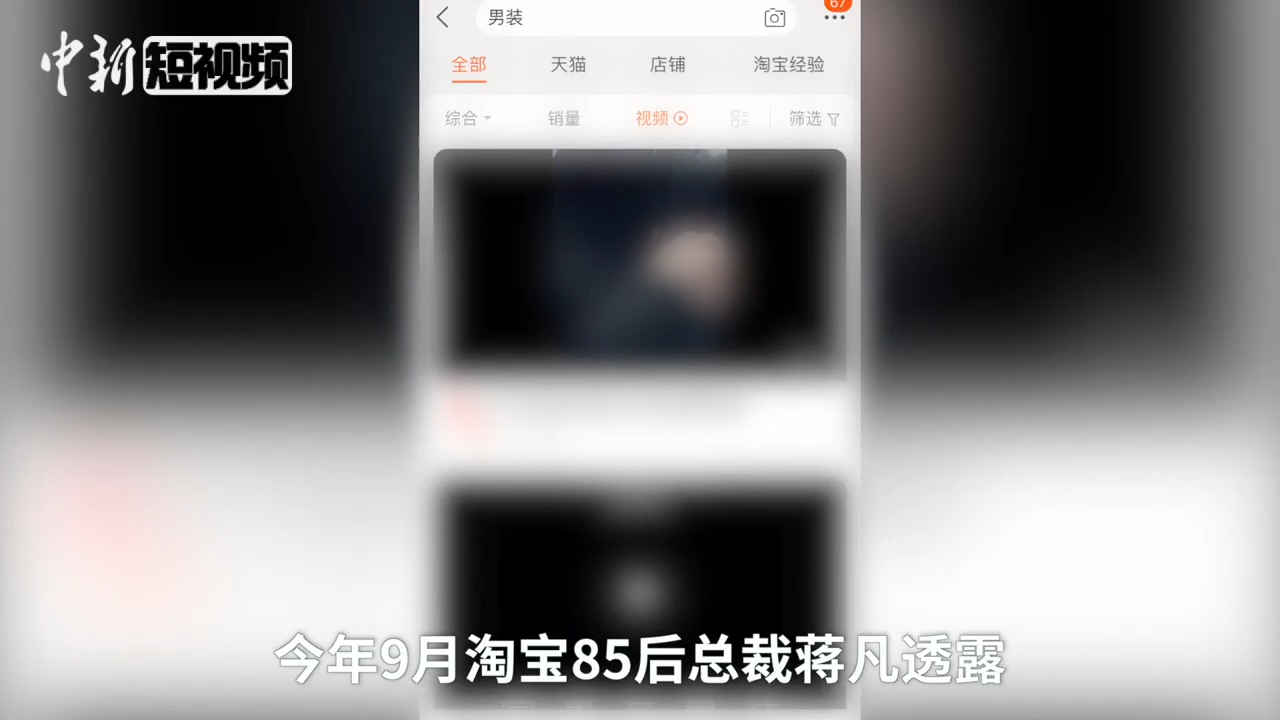 67
男装
中新短视频
全部 天猫 店铺 淘宝经验
综合 销量 视频 筛选
今年9月淘宝85后总裁蒋凡透露